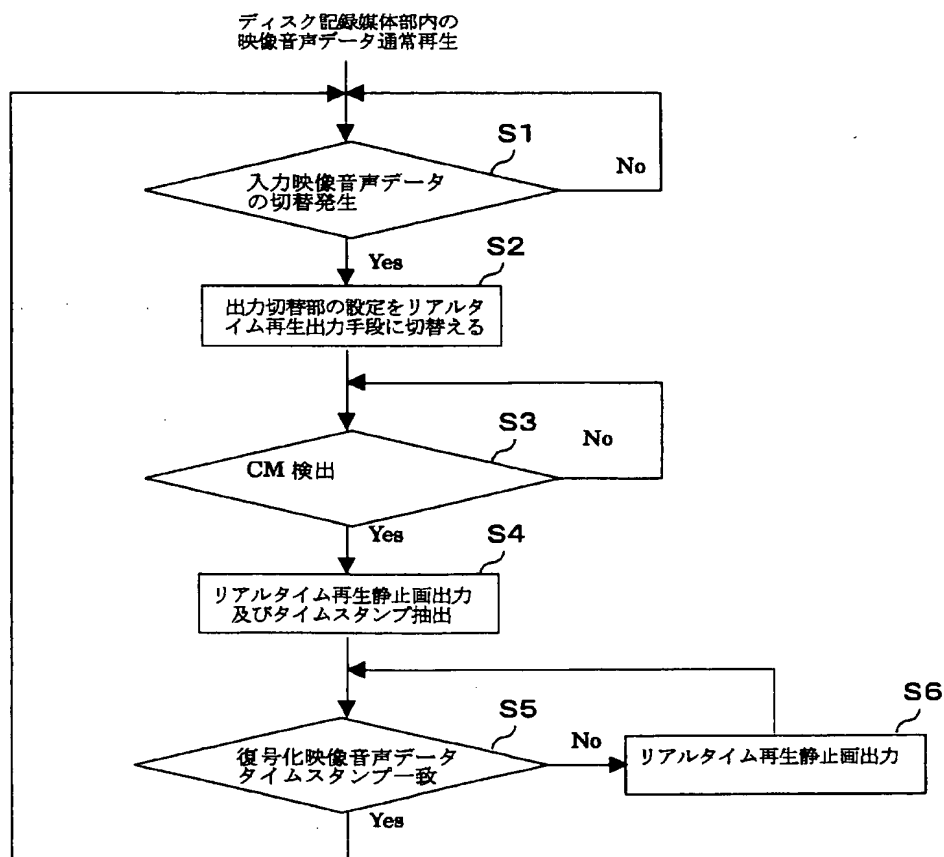 ディスク記録媒体部内の
映像音声データ通常再生
S1
No
入力映像音声データ
の切替発生
Yes
S2
出力切替部の設定をリアルタ
イム再生出力手段に切替える
S3
No
CM 検出
Yes
S4
リアルタイム再生静止画出力
及びタイムスタンプ抽出
S5
S6
復号化映像音声データ
タイムスタンプ一致
No
リアルタイム再生静止画出力
Yes